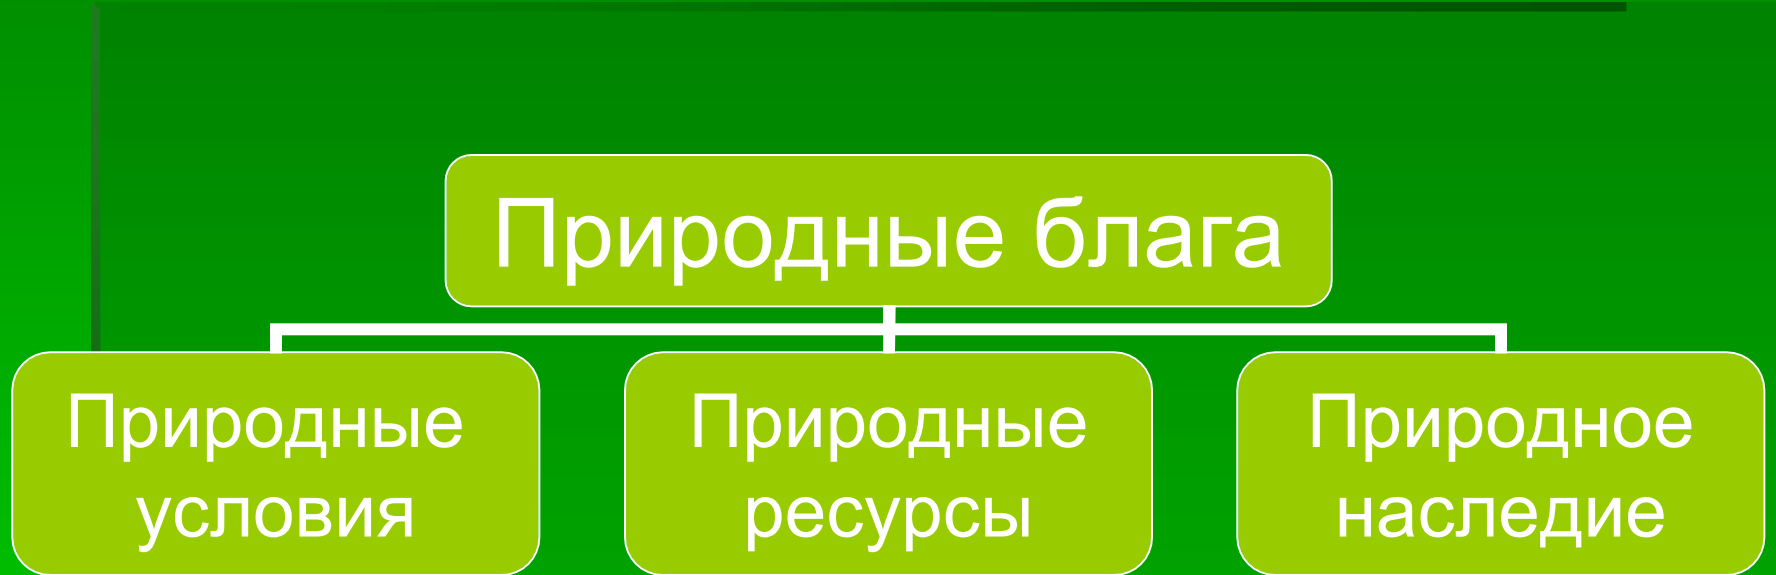 Природные блага
Природные
условия
Природные
ресурсы
Природное
наследие